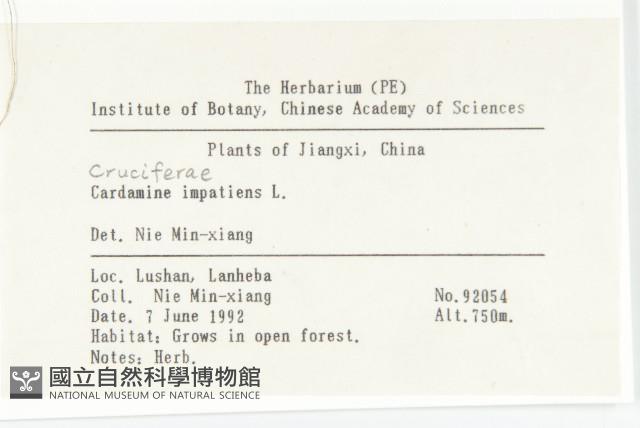 The Herbarium (PE)
Institute of Botany, Chinese Academy of Sciences
Plants of Jiangxi, China
Cruciferae
Cardamine impatiens L.
Det. Nie Min-xiang
Loc. Lushan, Lanheba
Coll. Nie Min-xiang No.92054
Date. 7 June 1992 Alt.750m.
Habitat: Grows in open forest.
Notes: Herb.
國立自然科學博物館
NATIONAL MUSEUM OF NATURAL SCIENCE